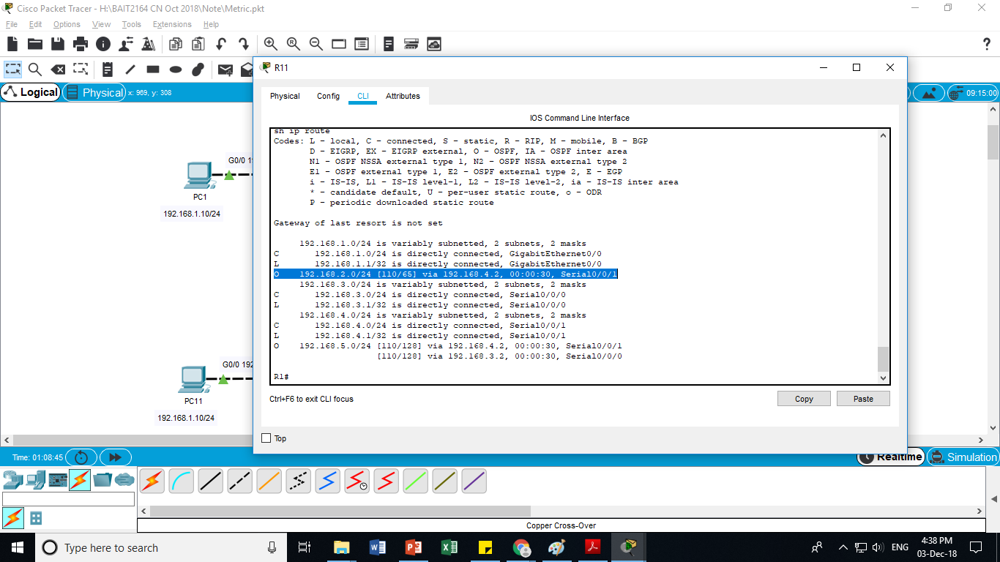 Cisco Packet Tracer - H:\BAIT2164 CN Oct 2018\Note\Metric.pkt
File Edit Options View Tools Extensions Help
Logical Physical x: 969, y: 308 09:15:00
R11
Physical Config CLI Attributes
IOS Command Line Interface
sh ip route
Codes: L - local, C - connected, S - static, R - RIP, M - mobile, B - BGP
D - EIGRP, EX - EIGRP external, O - OSPF, IA - OSPF inter area
N1 - OSPF NSSA external type 1, N2 - OSPF NSSA external type 2
E1 - OSPF external type 1, E2 - OSPF external type 2, E - EGP
i - IS-IS, L1 - IS-IS level-1, L2 - IS-IS level-2, ia - IS-IS inter area
* - candidate default, U - per-user static route, o - ODR
P - periodic downloaded static route
Gateway of last resort is not set
192.168.1.0/24 is variably subnetted, 2 subnets, 2 masks
C 192.168.1.0/24 is directly connected, GigabitEthernet0/0
L 192.168.1.1/32 is directly connected, GigabitEthernet0/0
O 192.168.2.0/24 [110/65] via 192.168.4.2, 00:00:30, Serial0/0/1
192.168.3.0/24 is variably subnetted, 2 subnets, 2 masks
C 192.168.3.0/24 is directly connected, Serial0/0/0
L 192.168.3.1/32 is directly connected, Serial0/0/0
192.168.4.0/24 is variably subnetted, 2 subnets, 2 masks
C 192.168.4.0/24 is directly connected, Serial0/0/1
L 192.168.4.1/32 is directly connected, Serial0/0/1
O 192.168.5.0/24 [110/128] via 192.168.4.2, 00:00:30, Serial0/0/1
[110/128] via 192.168.3.2, 00:00:30, Serial0/0/0
R1#
Ctrl+F6 to exit CLI focus
Copy Paste
Top
G0/0 19
PC1
192.168.1.10/24
G0/0 192
PC11
192.168.1.10/24
Time: 01:08:45
Realtime Simulation
Copper Cross-Over
Type here to search
ENG
4:38 PM
03-Dec-18